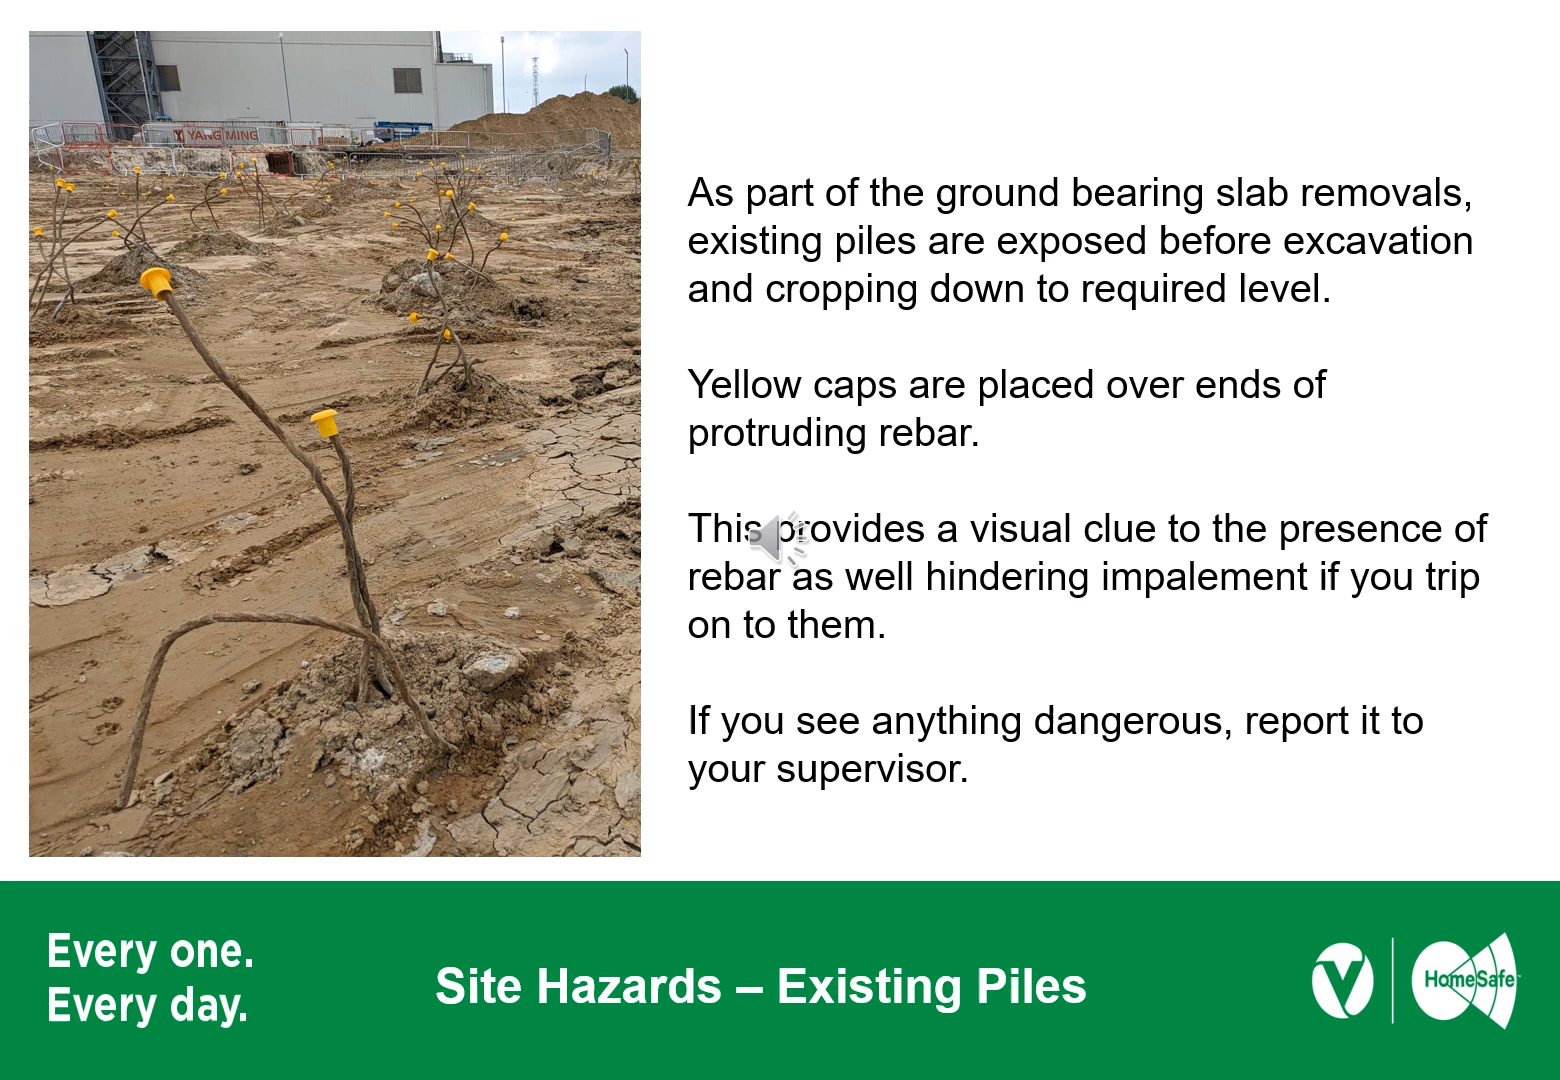 YANG MING
As part of the ground bearing slab removals,
existing piles are exposed before excavation
and cropping down to required level.
Yellow caps are placed over ends of
protruding rebar.
This provides a visual clue to the presence of
rebar as well hindering impalement if you trip
on to them.
If you see anything dangerous, report it to
your supervisor.
Every one.
Every day.
Site Hazards – Existing Piles
V
HomeSafe™